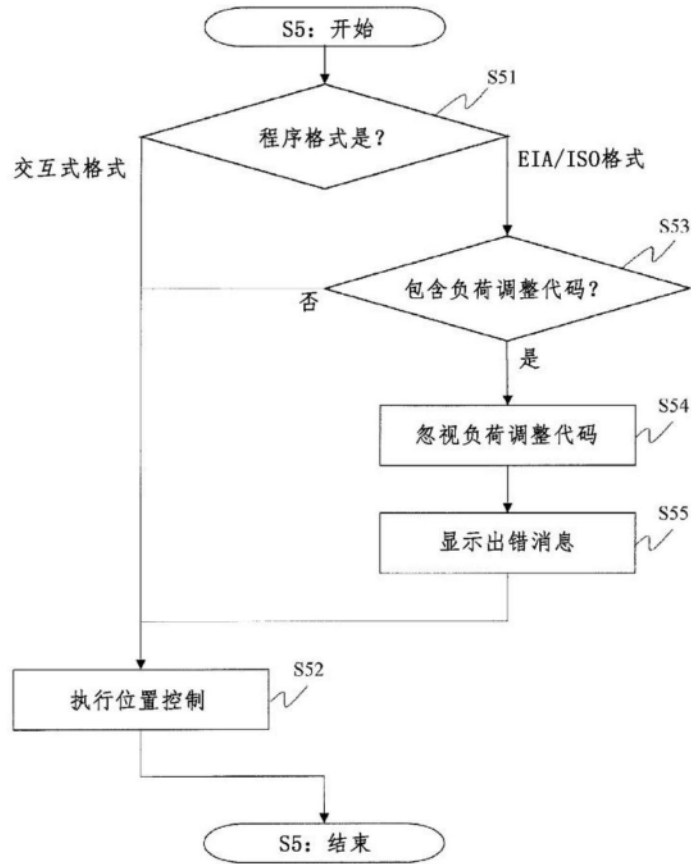 S5：开始
S51
程序格式是？
交互式格式
EIA/ISO格式
S53
包含负荷调整代码？
否
是
S54
忽视负荷调整代码
S55
显示出错消息
S52
执行位置控制
S5：结束